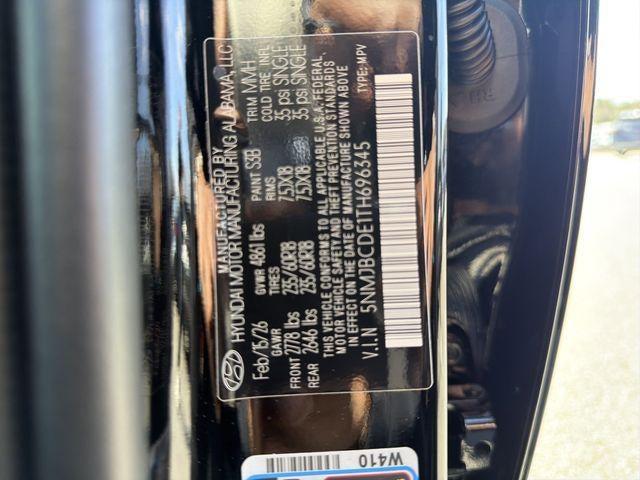 MANUFACTURED BY
HYUNDAI MOTOR MANUFACTURING ALABAMA, LLC
Feb/15/26 GVWR 4861 lbs PAINT S3B TRIM MMH
GAWR TIRES RIMS COLD TIRE INFL
FRONT 2778 lbs 235/60R18 7.5JX18 35 psi SINGLE
REAR 2646 lbs 235/60R18 7.5JX18 35 psi SINGLE
THIS VEHICLE CONFORMS TO ALL APPLICABLE U.S.A. FEDERAL
MOTOR VEHICLE SAFETY AND THEFT PREVENTION STANDARDS
IN EFFECT ON THE DATE OF MANUFACTURE SHOWN ABOVE
V.I.N 5NMJBCDE1TH696345 TYPE: MPV
W410